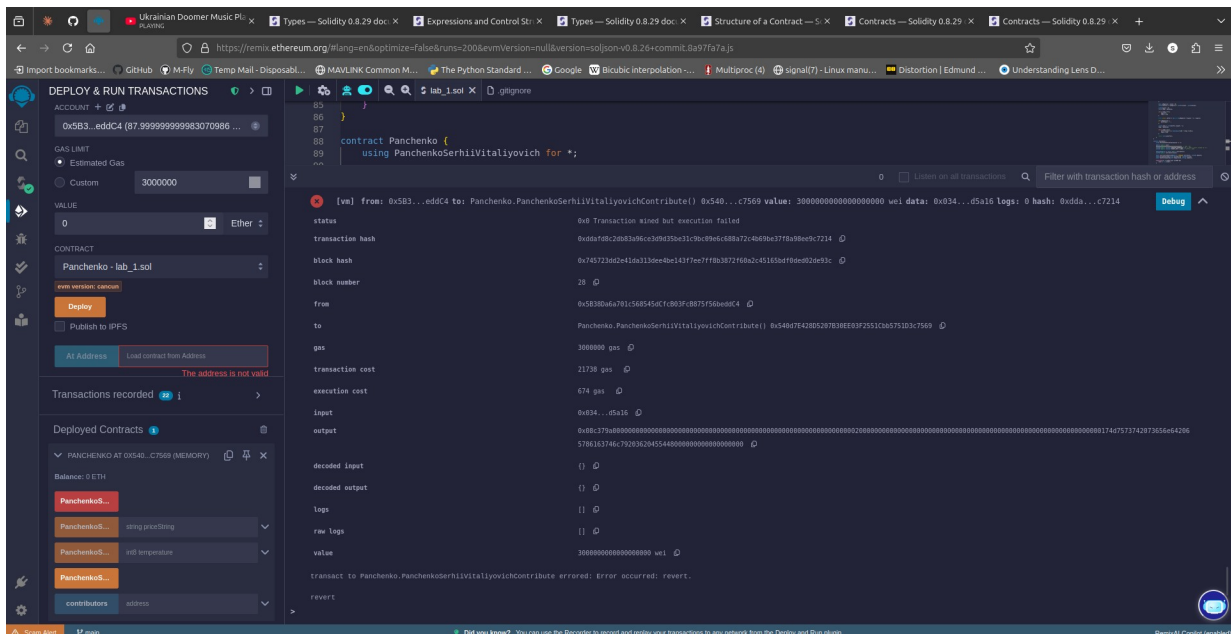 Ukrainian Doomer Music Pla
PLAYING
Types — Solidity 0.8.29 doc
Expressions and Control Str
Types — Solidity 0.8.29 doc
Structure of a Contract — S
Contracts — Solidity 0.8.29
Contracts — Solidity 0.8.29
https://remix.ethereum.org/#lang=en&optimize=false&runs=200&evmVersion=null&version=soljson-v0.8.26+commit.8a97fa7a.js
Import bookmarks...
GitHub
M-Fly
Temp Mail - Disposabl...
MAVLINK Common M...
The Python Standard ...
Google
Bicubic interpolation -...
Multiproc (4)
signal(7) - Linux manu...
Distortion | Edmund ...
Understanding Lens D...
DEPLOY & RUN TRANSACTIONS
lab_1.sol
.gitignore
ACCOUNT
0x5B3...eddC4 (87.999999999983070986 ...
GAS LIMIT
Estimated Gas
Custom 3000000
VALUE
0 Ether
CONTRACT
Panchenko - lab_1.sol
evm version: cancun
Deploy
Publish to IPFS
At Address Load contract from Address
The address is not valid
Transactions recorded 22 i
Deployed Contracts 1
PANCHENKO AT 0X540...C7569 (MEMORY)
Balance: 0 ETH
PanchenkoS...
PanchenkoS... string priceString
PanchenkoS... int8 temperature
PanchenkoS...
contributors address
85 }
86 }
87
88 contract Panchenko {
89 using PanchenkoSerhiiVitaliyovich for *;
0 Listen on all transactions Filter with transaction hash or address
[vm] from: 0x5B3...eddC4 to: Panchenko.PanchenkoSerhiiVitaliyovichContribute() 0x540...c7569 value: 3000000000000000000 wei data: 0x034...d5a16 logs: 0 hash: 0xdda...c7214 Debug
status 0x0 Transaction mined but execution failed
transaction hash
block hash
block number 28
from 0x5B38Da6a701c568545dCfcB03FcB875f56beddC4
to Panchenko.PanchenkoSerhiiVitaliyovichContribute()
gas 3000000 gas
transaction cost 21738 gas
execution cost 674 gas
input 0x034...d5a16
output
decoded input {}
decoded output {}
logs []
raw logs []
value 3000000000000000000 wei
transact to Panchenko.PanchenkoSerhiiVitaliyovichContribute errored: Error occurred: revert.
revert
>
Scam Alert main
Did you know? You can use the Recorder to record and replay your transactions to any network from the Deploy and Run plugin.
RemixAI Copilot (enabled)